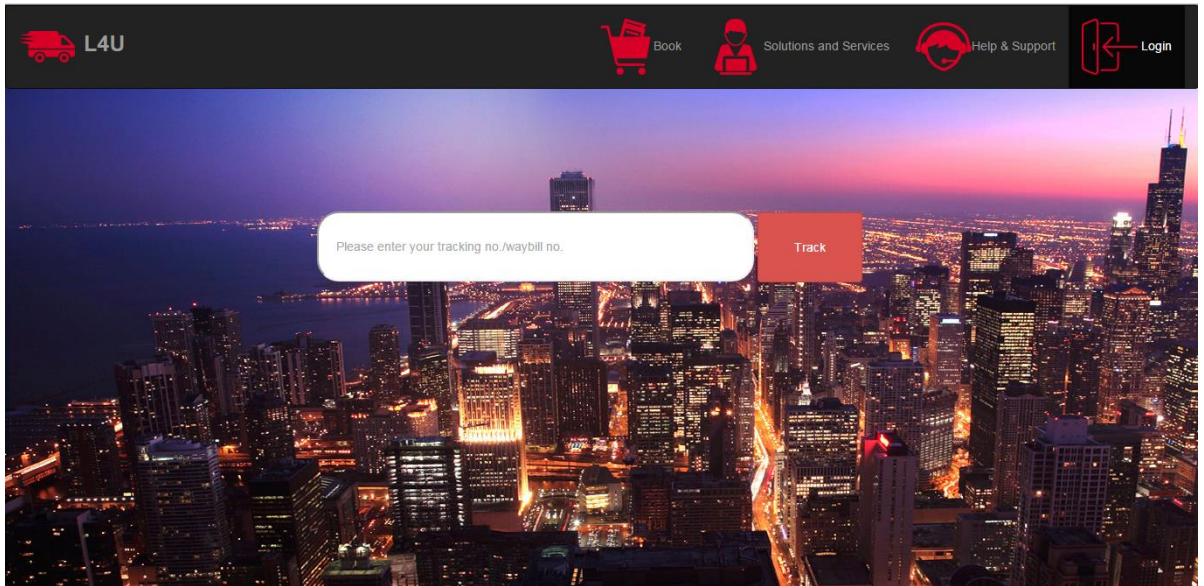 L4U
Book
Solutions and Services
Help & Support
Login
Please enter your tracking no./waybill no.
Track